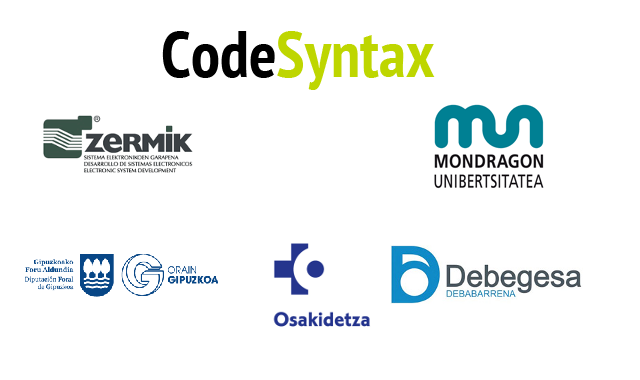 CodeSyntax
ZERMIK ®
SISTEMA ELEKTRONIKOEN GARAPENA
DESARROLLO DE SISTEMAS ELECTRONICOS
ELECTRONIC SYSTEM DEVELOPMENT
MONDRAGON
UNIBERTSITATEA
Gipuzkoako
Foru Aldundia
Diputación Foral
de Gipuzkoa
ORAIN
GIPUZKOA
Osakidetza
Debegesa
DEBABARRENA